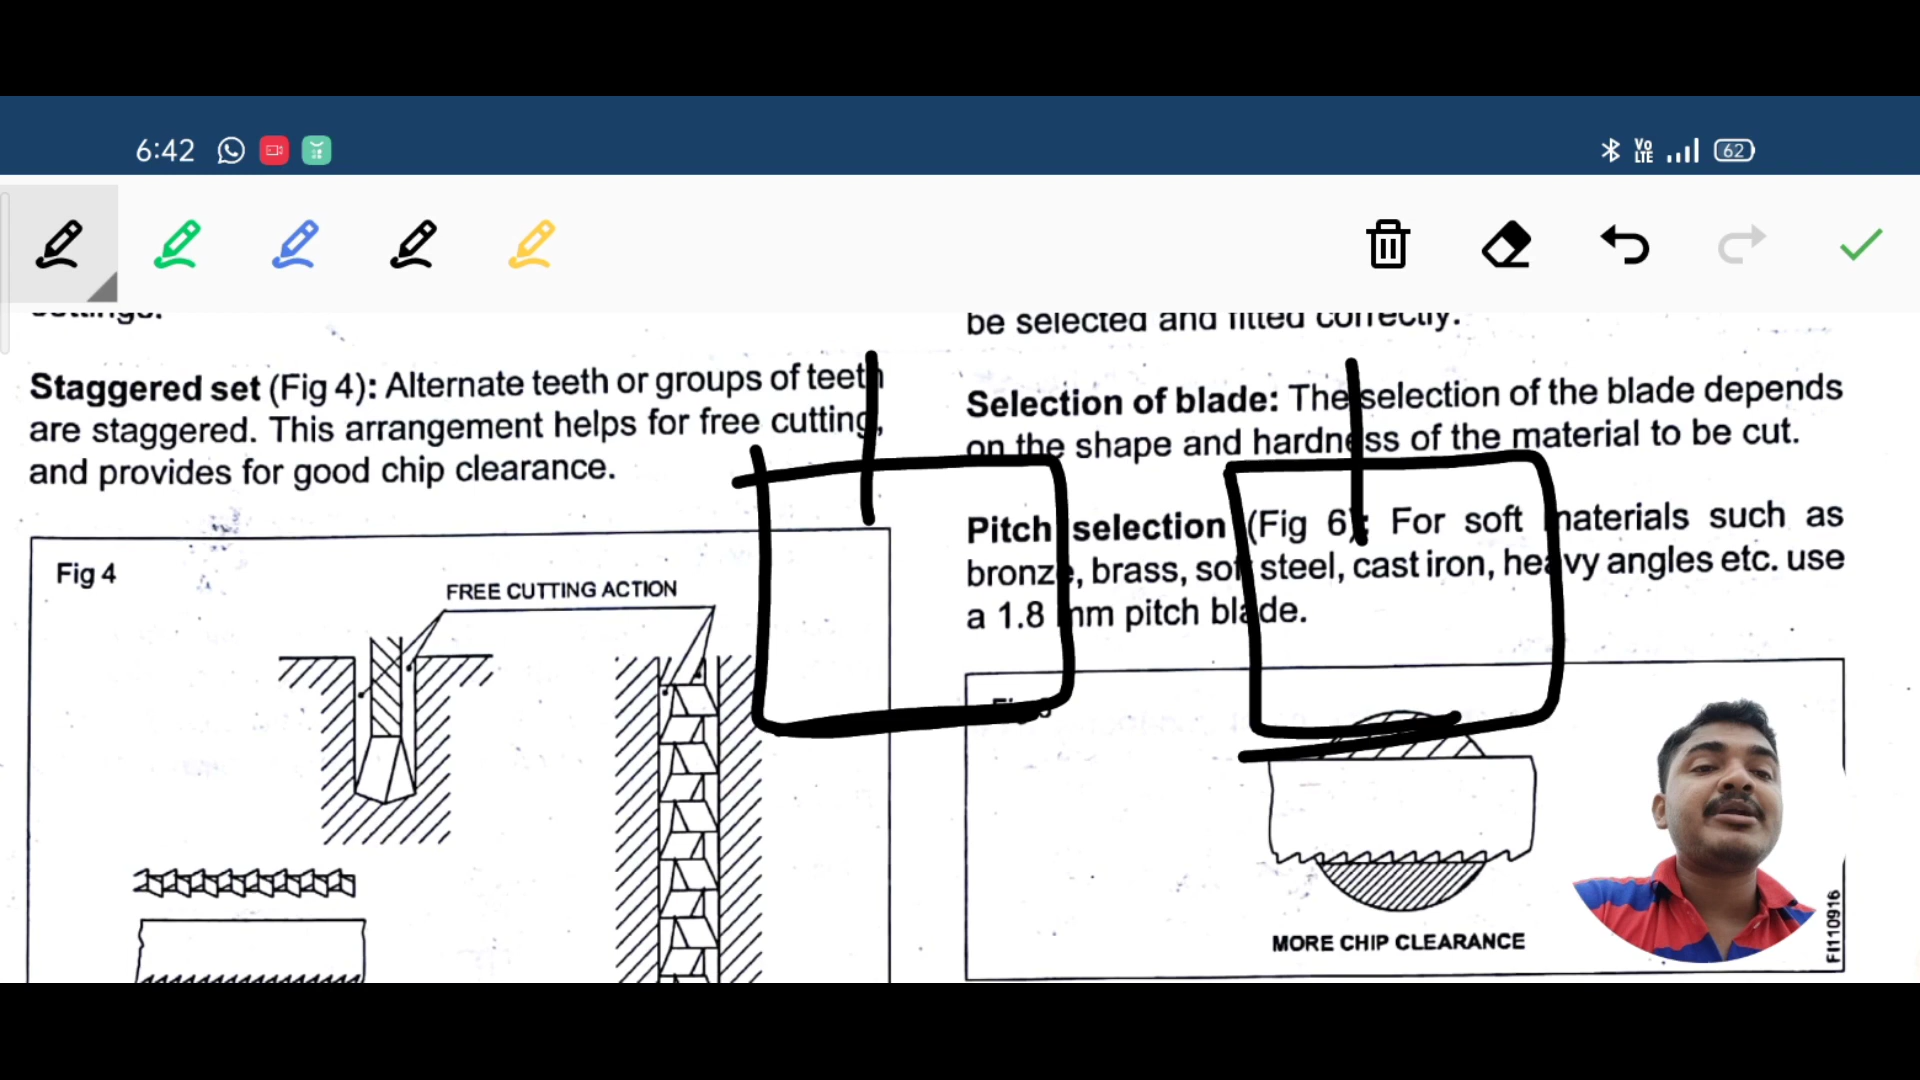 6:42
Vo
LTE
62
settings.
Staggered set (Fig 4): Alternate teeth or groups of teeth
are staggered. This arrangement helps for free cutting,
and provides for good chip clearance.
Fig 4
FREE CUTTING ACTION
be selected and fitted correctly.
Selection of blade: The selection of the blade depends
on the shape and hardness of the material to be cut.
Pitch selection (Fig 6): For soft materials such as
bronze, brass, soft steel, cast iron, heavy angles etc. use
a 1.8 mm pitch blade.
MORE CHIP CLEARANCE
FI110916